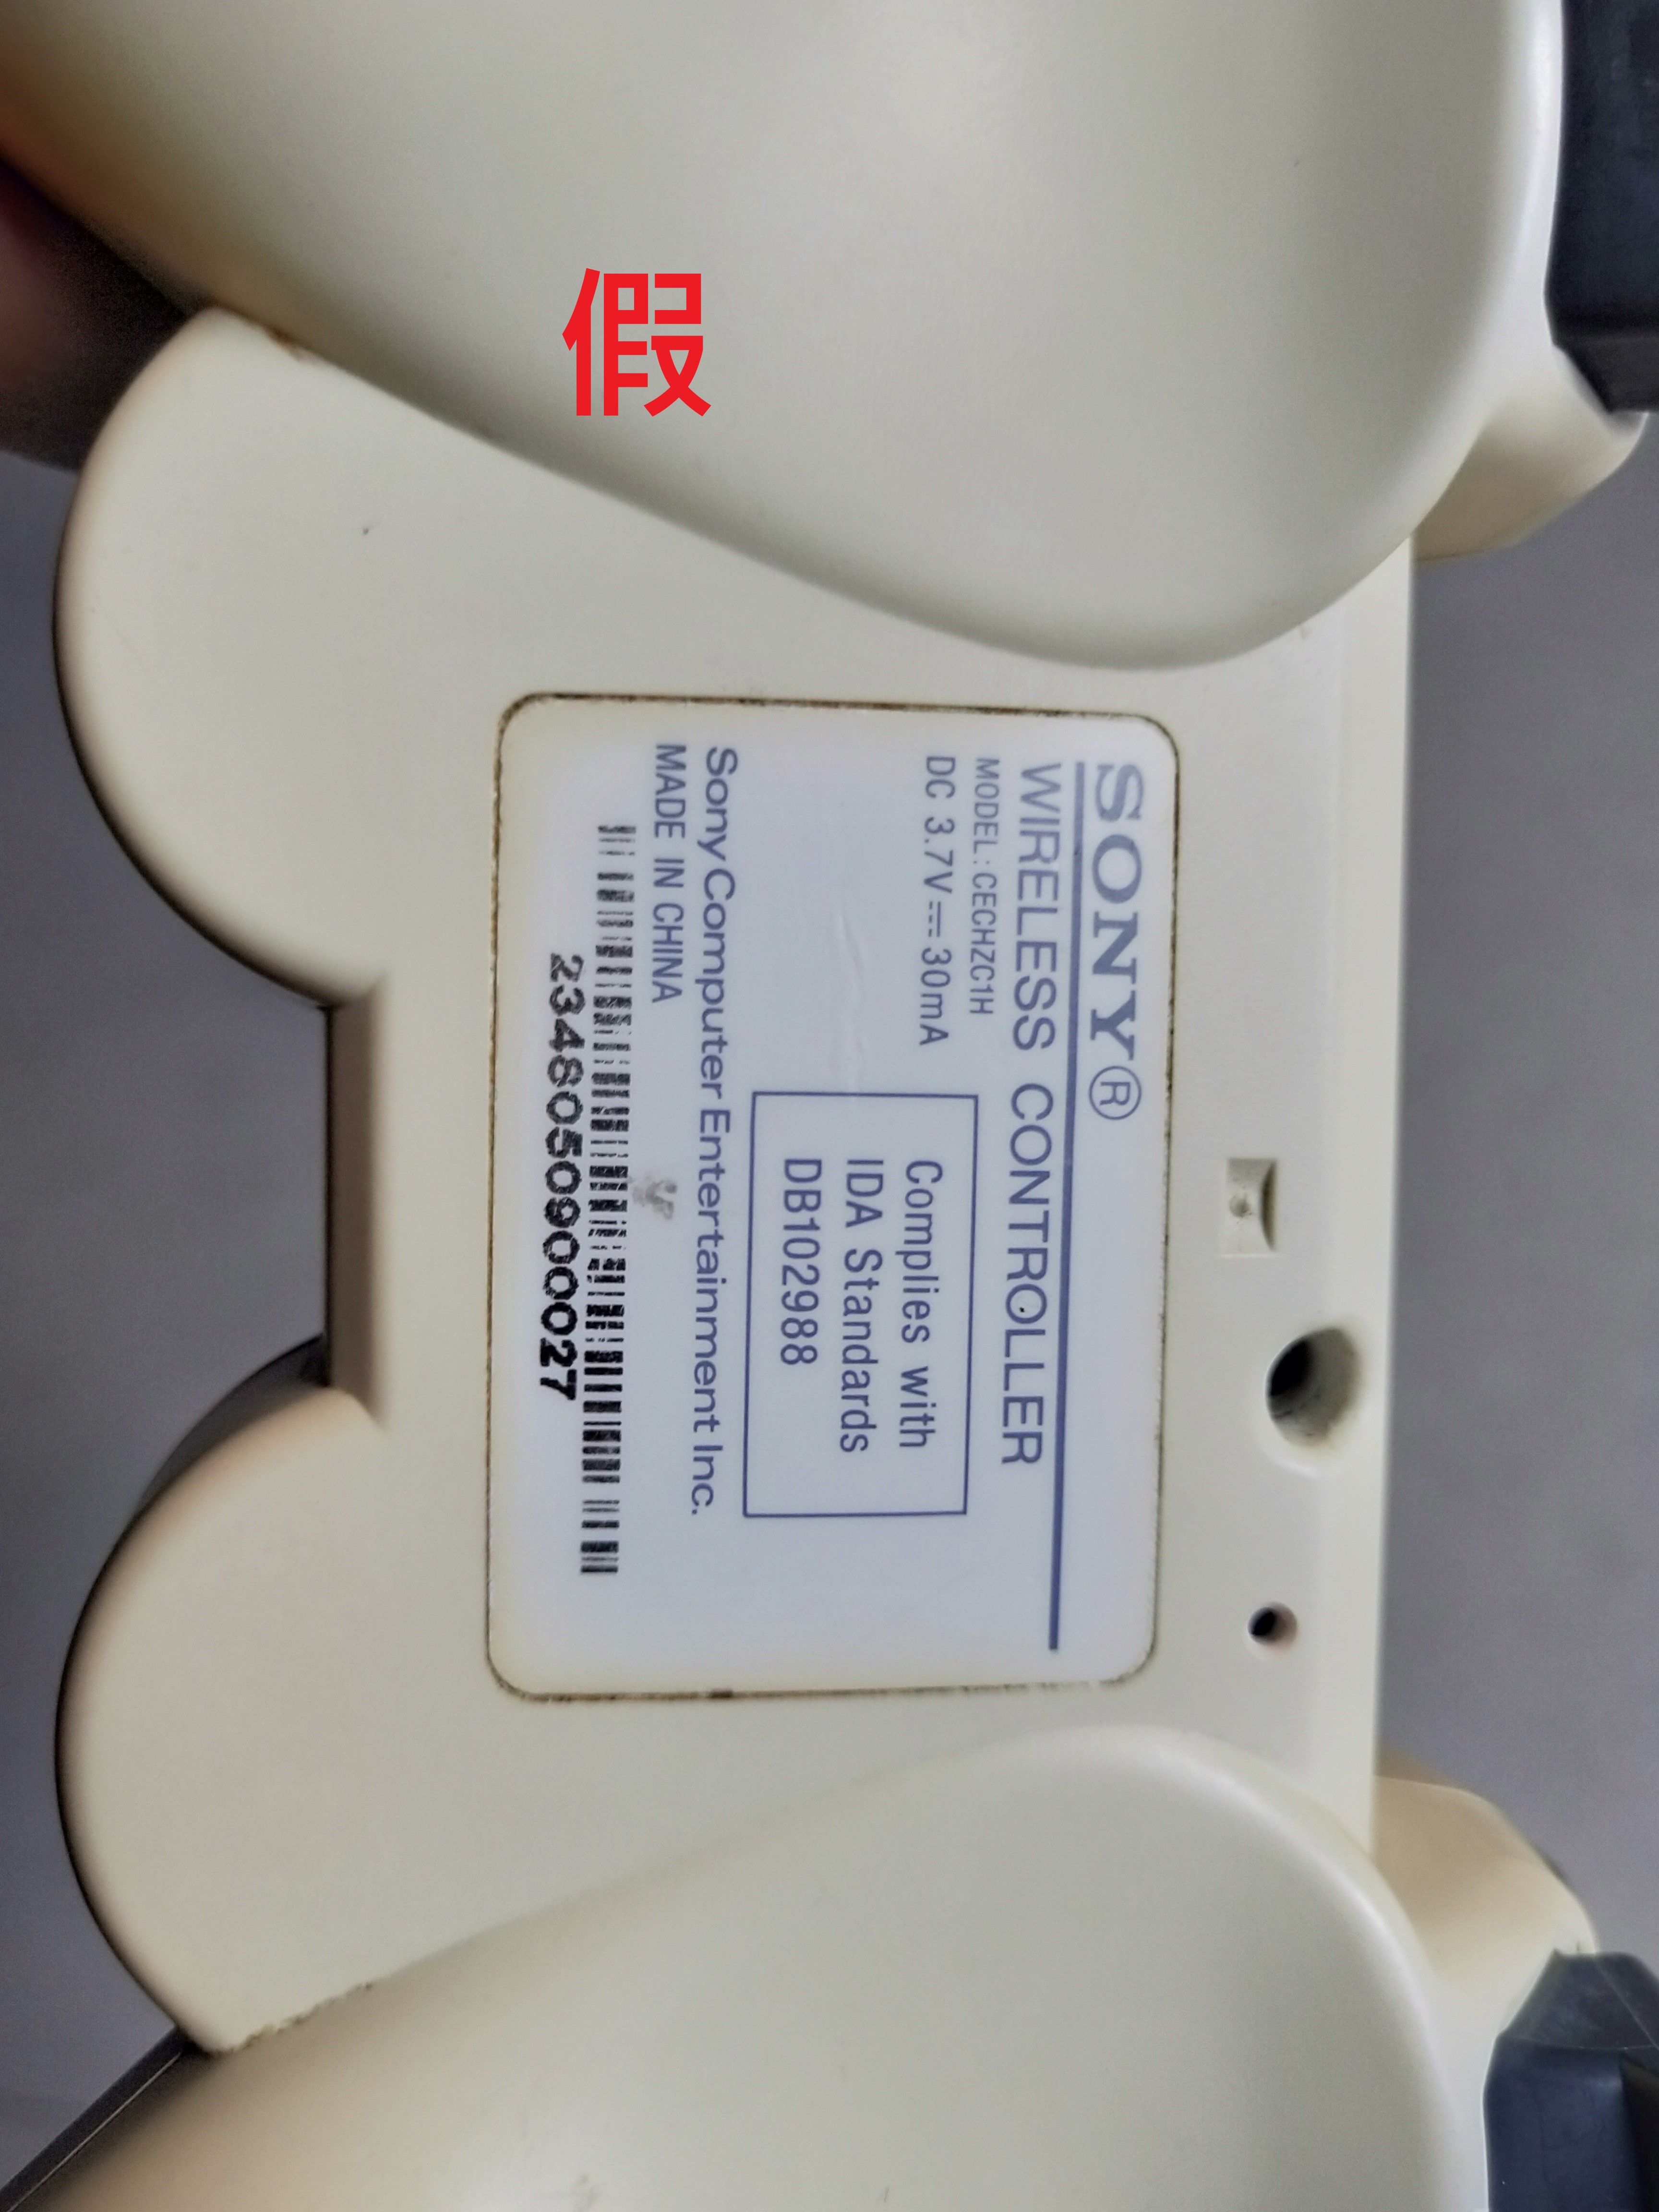 假
SONY®
WIRELESS CONTROLLER
MODEL:CECHZC1H
DC 3.7V⎓30mA
Complies with
IDA Standards
DB102988
Sony Computer Entertainment Inc.
MADE IN CHINA
2348050900027